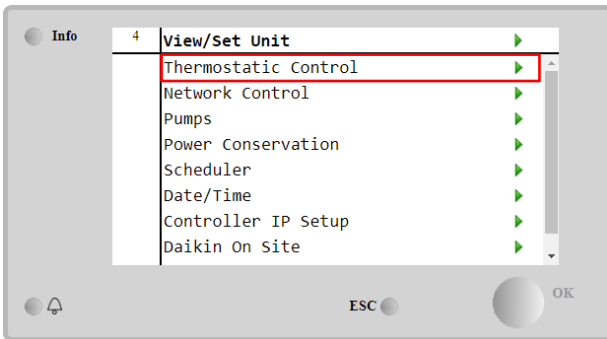 Info
4 View/Set Unit
Thermostatic Control
Network Control
Pumps
Power Conservation
Scheduler
Date/Time
Controller IP Setup
Daikin On Site
ESC
OK